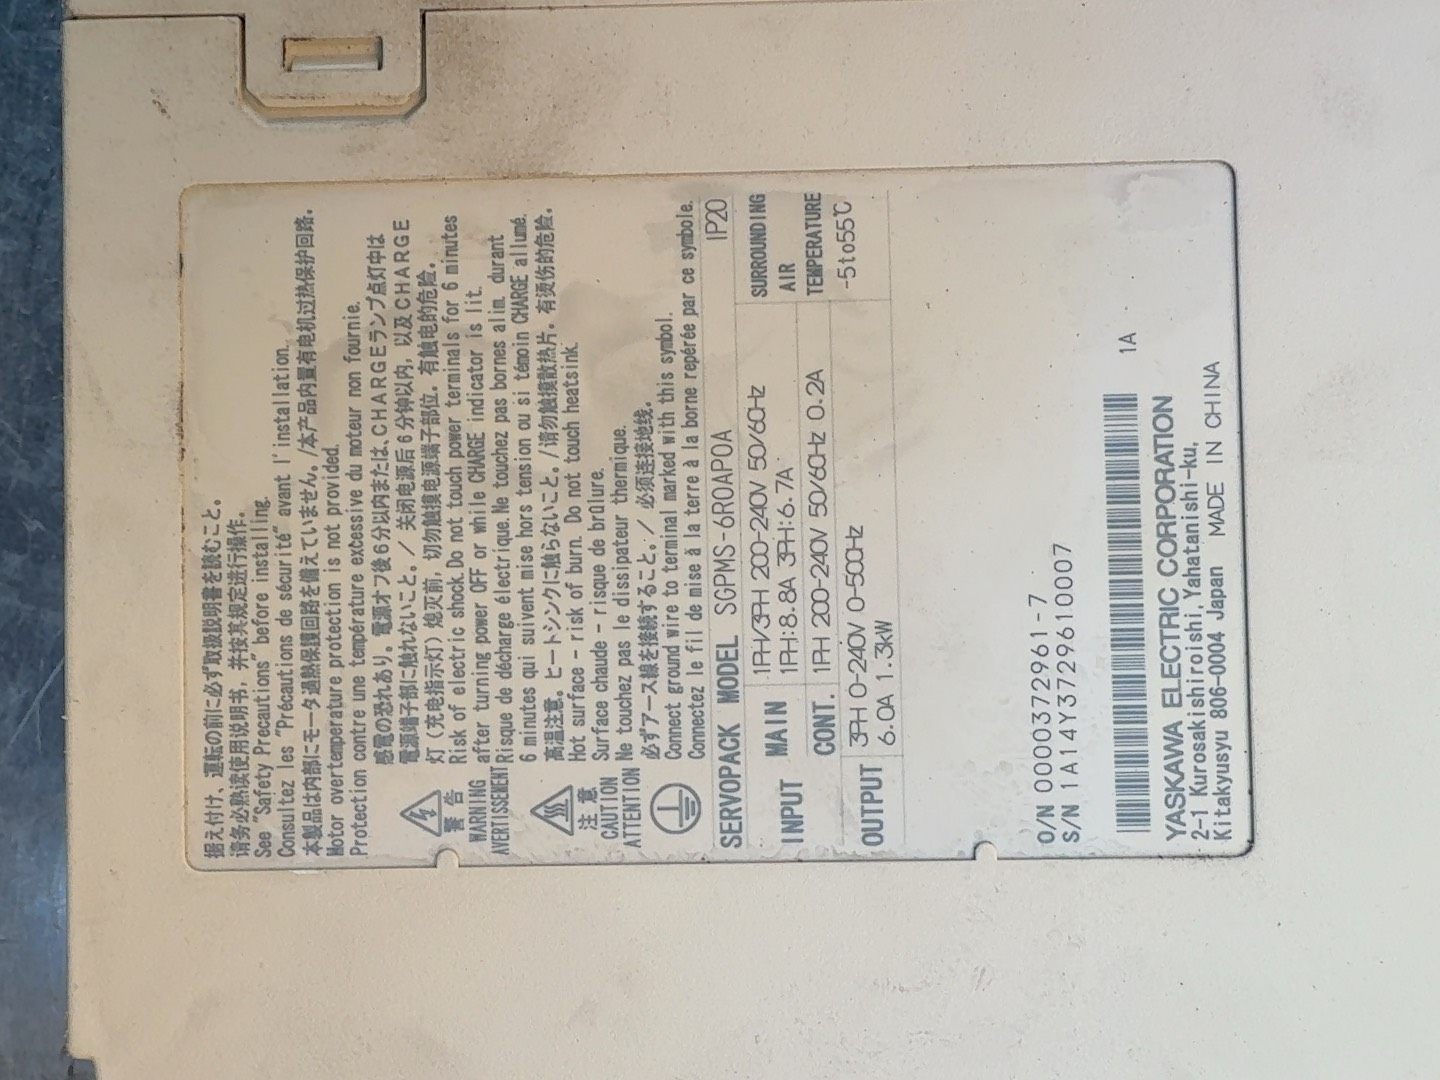 据え付け、運転の前に必ず取扱説明書を読むこと。
请务必熟读使用说明书，并按其规定进行操作。
See "Safety Precautions" before installing.
Consultez les "Précautions de sécurité" avant l'installation.
本製品は内部にモータ過熱保護回路を備えていません。/本产品内置有电机过热保护回路。
Motor overtemperature protection is not provided.
Protection contre une température excessive du moteur non fournie.
感電の恐れあり。電源オフ後6分以内または、CHARGEランプ点灯中は
電源端子部に触れないこと。/ 关闭电源后6分钟以内, 以及CHARGE
灯 (充电指示灯) 熄灭前, 切勿触摸电源端子部位。有触电的危险。
Risk of electric shock. Do not touch power terminals for 6 minutes
after turning power OFF or while CHARGE indicator is lit.
Risque de décharge électrique. Ne touchez pas bornes alim. durant
6 minutes qui suivent mise hors tension ou si témoin CHARGE allumé.
警告
WARNING
AVERTISSEMENT
高温注意。ヒートシンクに触らないこと。/请勿触摸散热片。有烫伤的危险。
Hot surface - risk of burn. Do not touch heatsink.
Surface chaude - risque de brûlure.
Ne touchez pas le dissipateur thermique.
注意
CAUTION
ATTENTION
必ずアース線を接続すること。/ 必须连接地线。
Connect ground wire to terminal marked with this symbol.
Connectez le fil de mise à la terre à la borne repérée par ce symbole.
SERVOPACK MODEL SGPMS-6R0AP0A IP20
INPUT MAIN 1PH/3PH 200-240V 50/60Hz
1PH:8.8A 3PH:6.7A
CONT. 1PH 200-240V 50/60Hz 0.2A
OUTPUT 3PH 0-240V 0-500Hz
6.0A 1.3kW
SURROUNDING
AIR
TEMPERATURE
-5to55℃
O/N 0000372961-7
S/N 1A14Y3729610007
1A
YASKAWA ELECTRIC CORPORATION
2-1 Kurosakishiroishi, Yahatanishi-ku,
Kitakyusyu 806-0004 Japan MADE IN CHINA